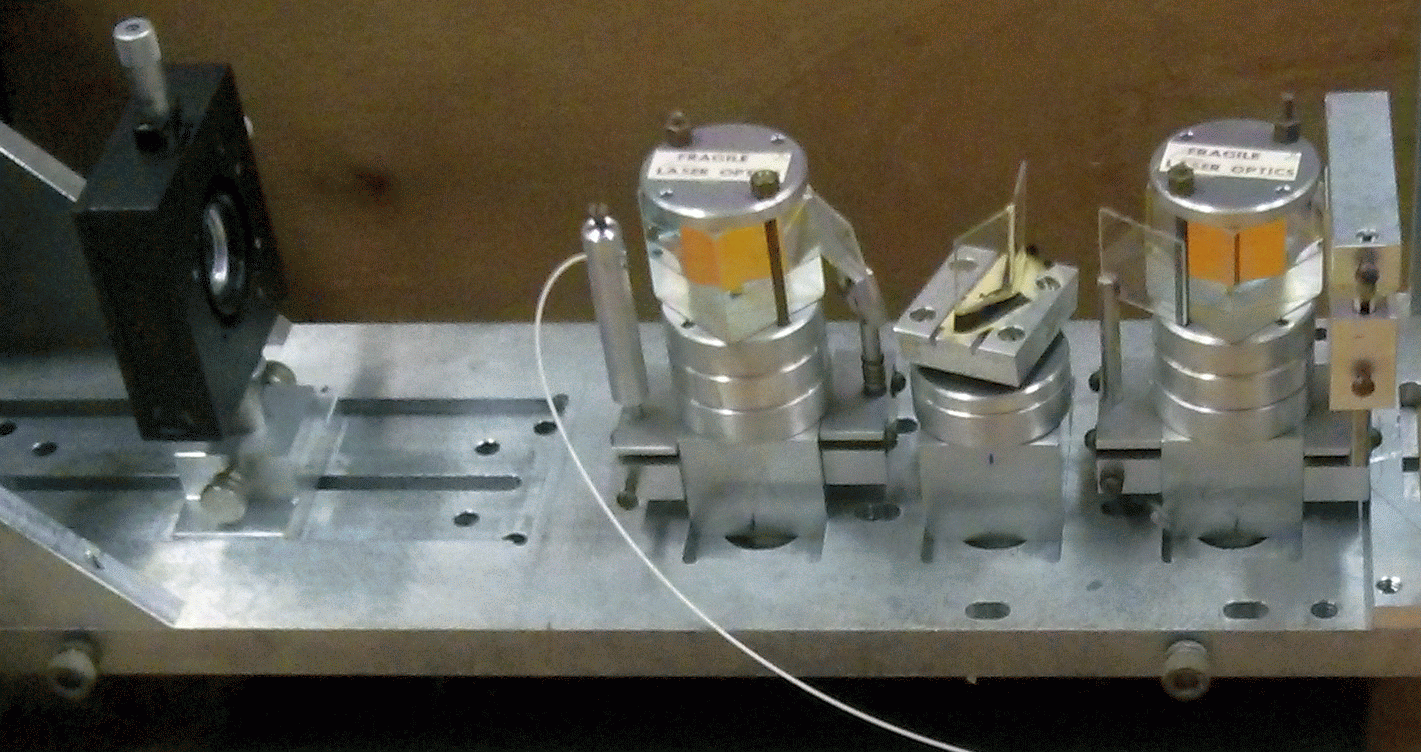 FRAGILE
LASER OPTICS
FRAGILE
LASER OPTICS